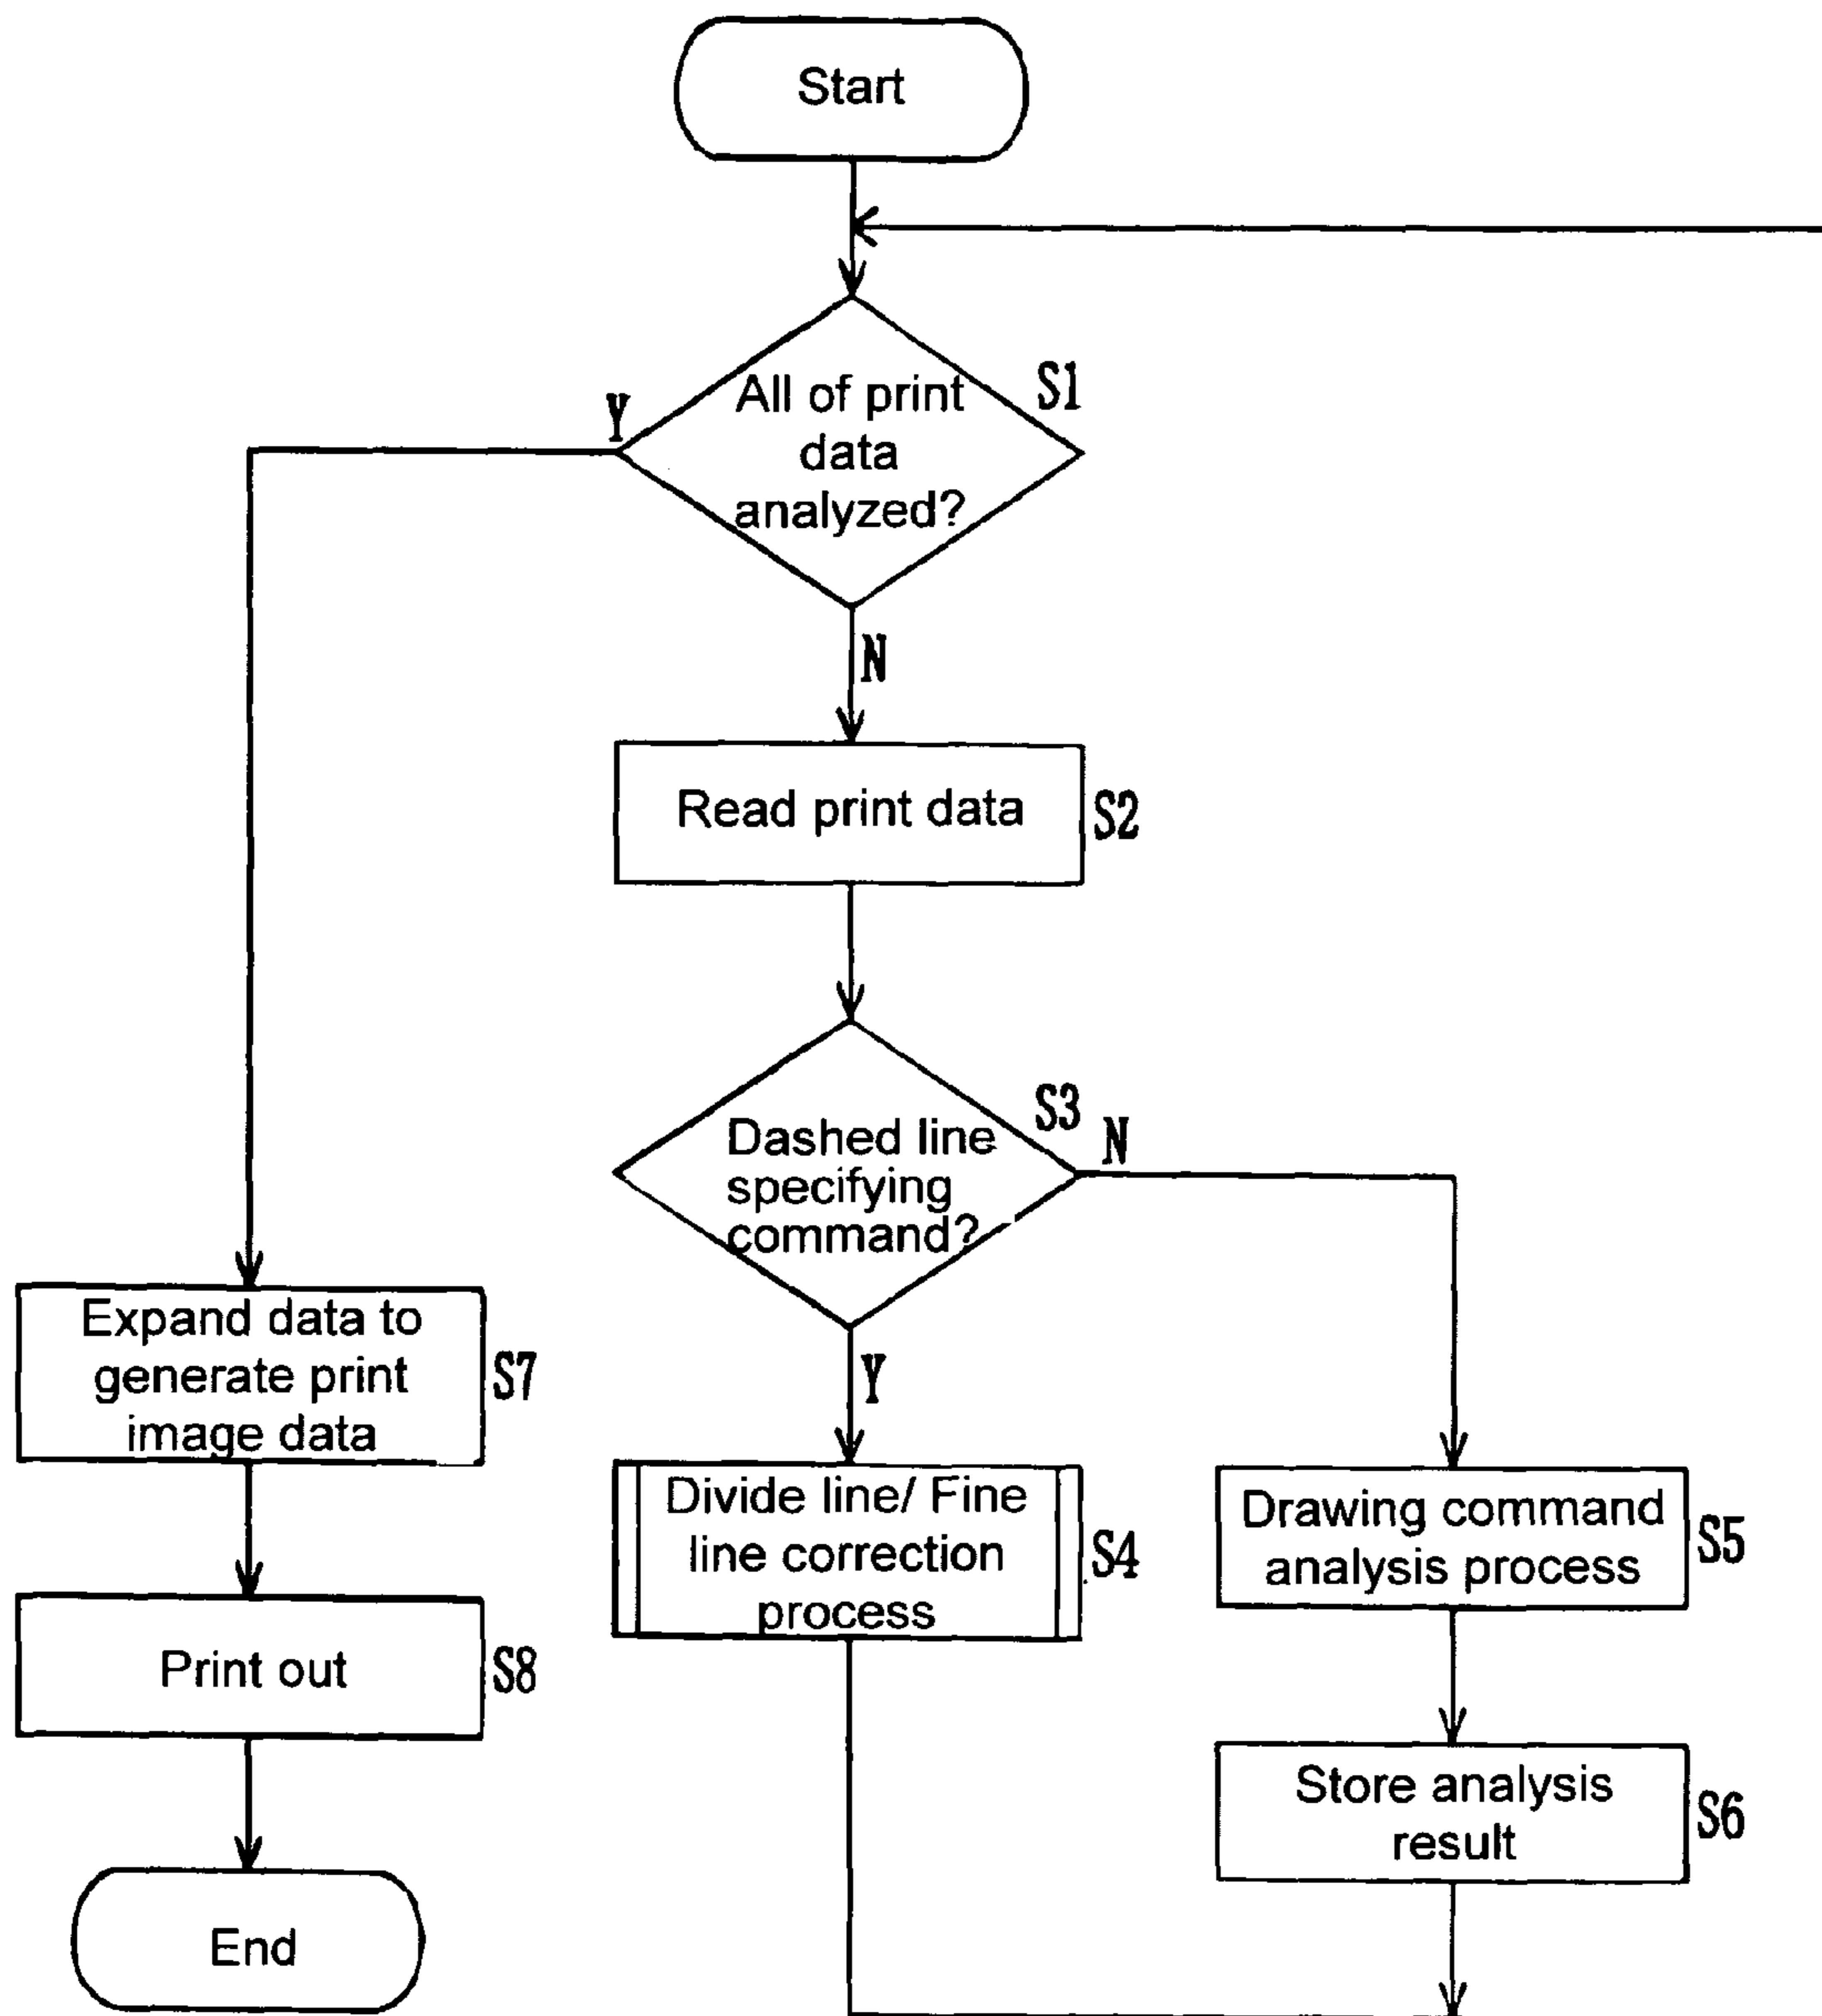 Start
All of print
data
analyzed?
S1
Y
N
Read print data
S2
Dashed line
specifying
command?
S3
N
Y
Expand data to
generate print
image data
S7
Divide line/ Fine
line correction
process
S4
Drawing command
analysis process
S5
Print out
S8
Store analysis
result
S6
End